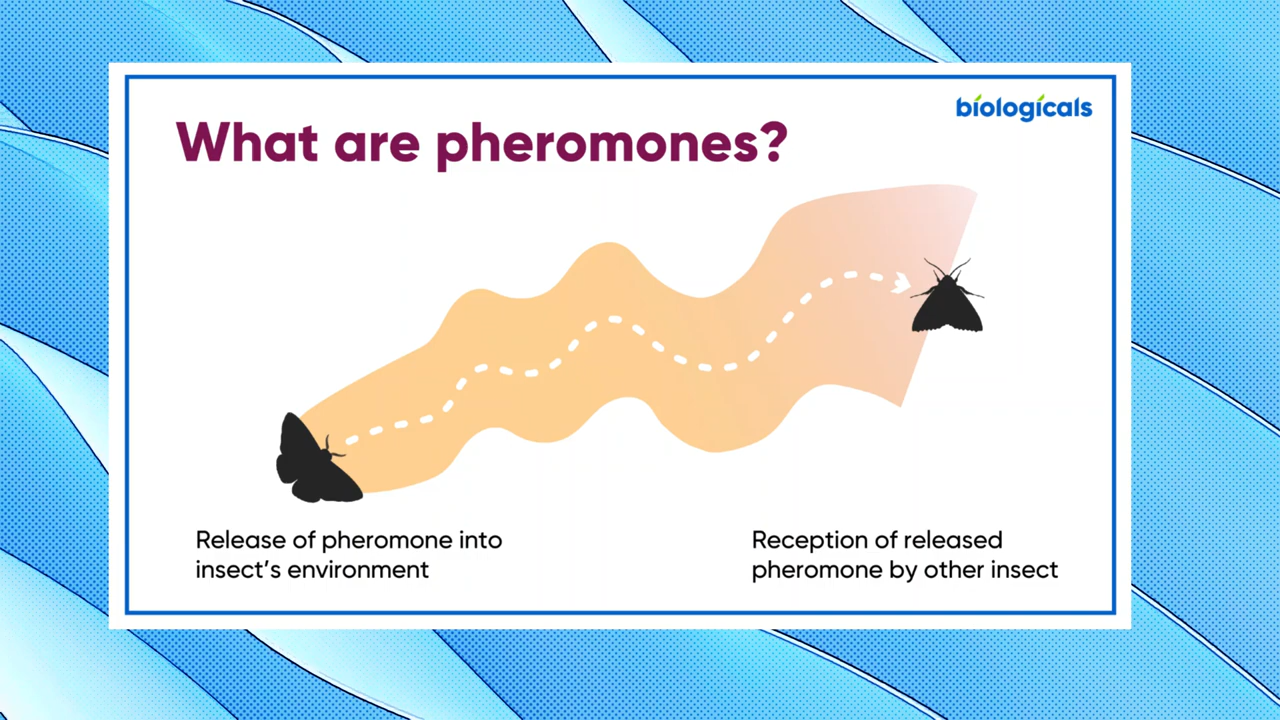 biologicals
What are pheromones?
Release of pheromone into
insect's environment
Reception of released
pheromone by other insect